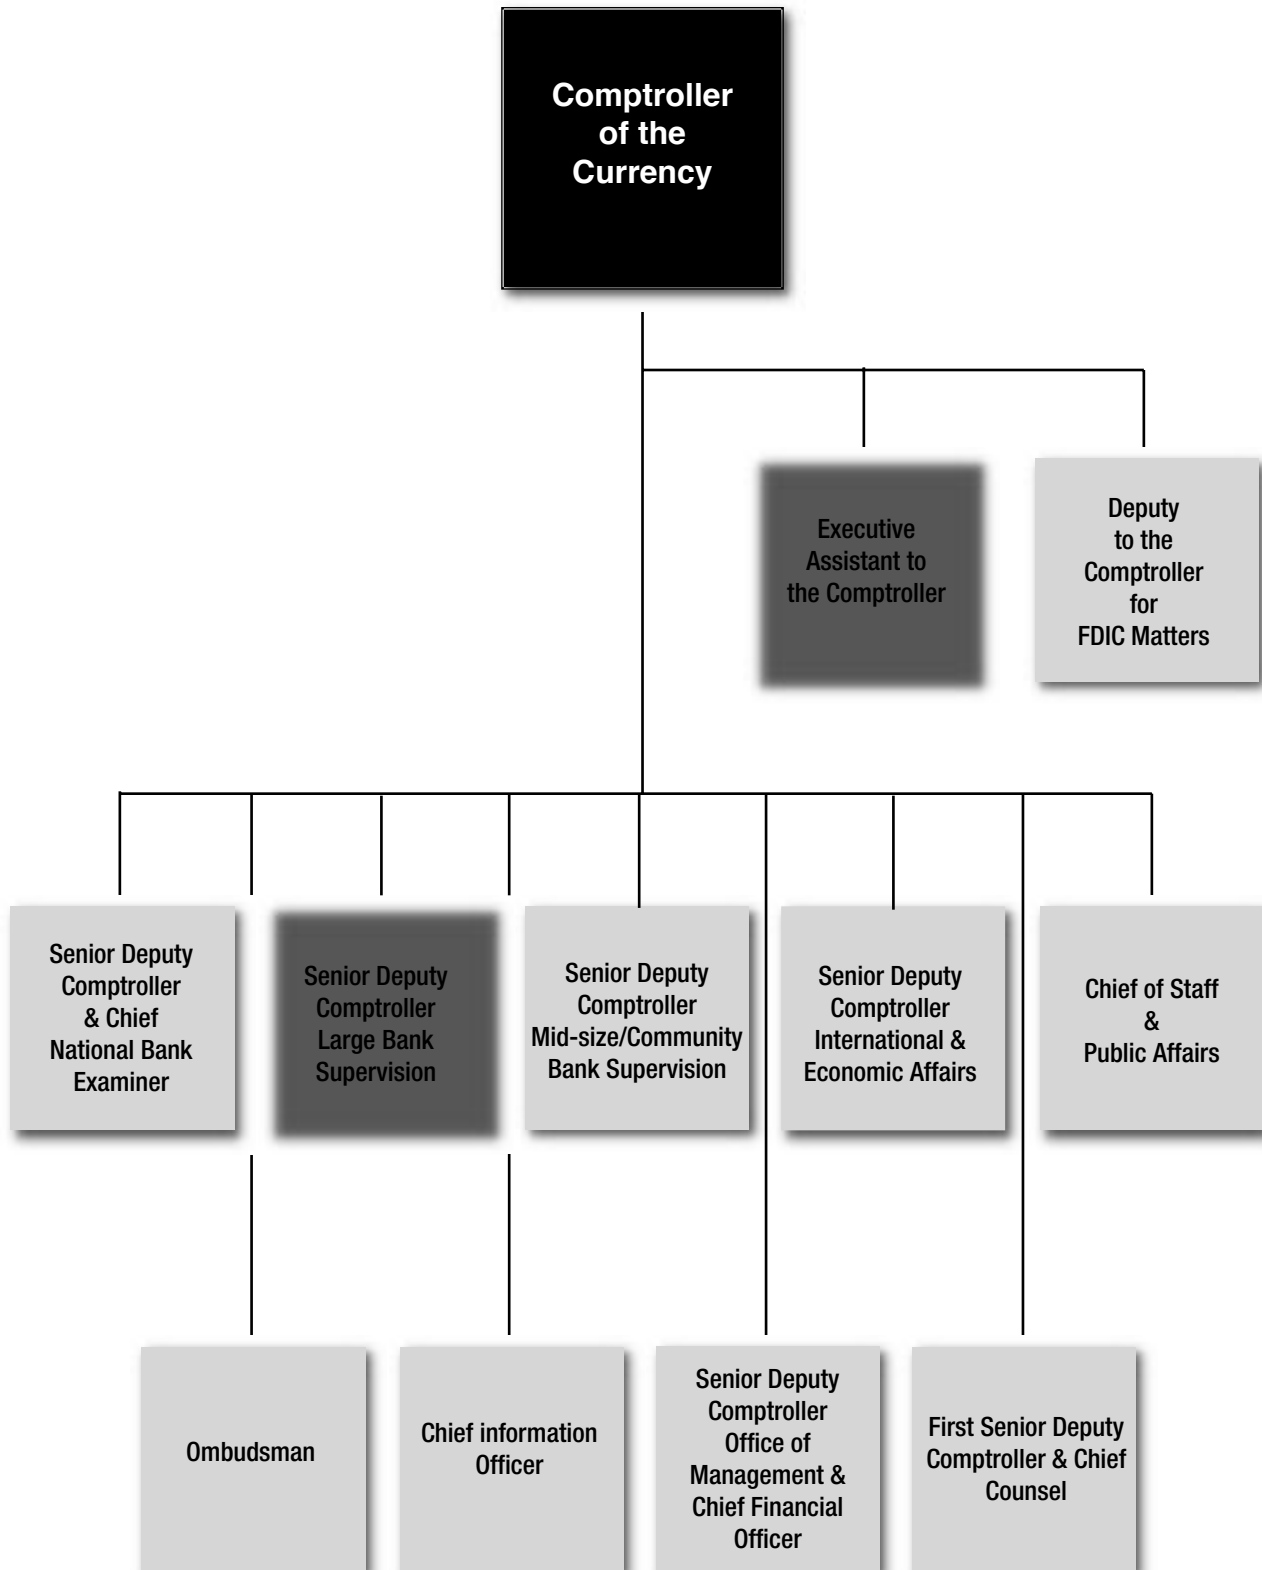 Comptroller
of the
Currency
Executive
Assistant to
the Comptroller
Deputy
to the
Comptroller
for
FDIC Matters
Senior Deputy
Comptroller
& Chief
National Bank
Examiner
Senior Deputy
Comptroller
Large Bank
Supervision
Senior Deputy
Comptroller
Mid-size/Community
Bank Supervision
Senior Deputy
Comptroller
International &
Economic Affairs
Chief of Staff
&
Public Affairs
Ombudsman
Chief information
Officer
Senior Deputy
Comptroller
Office of
Management &
Chief Financial
Officer
First Senior Deputy
Comptroller & Chief
Counsel